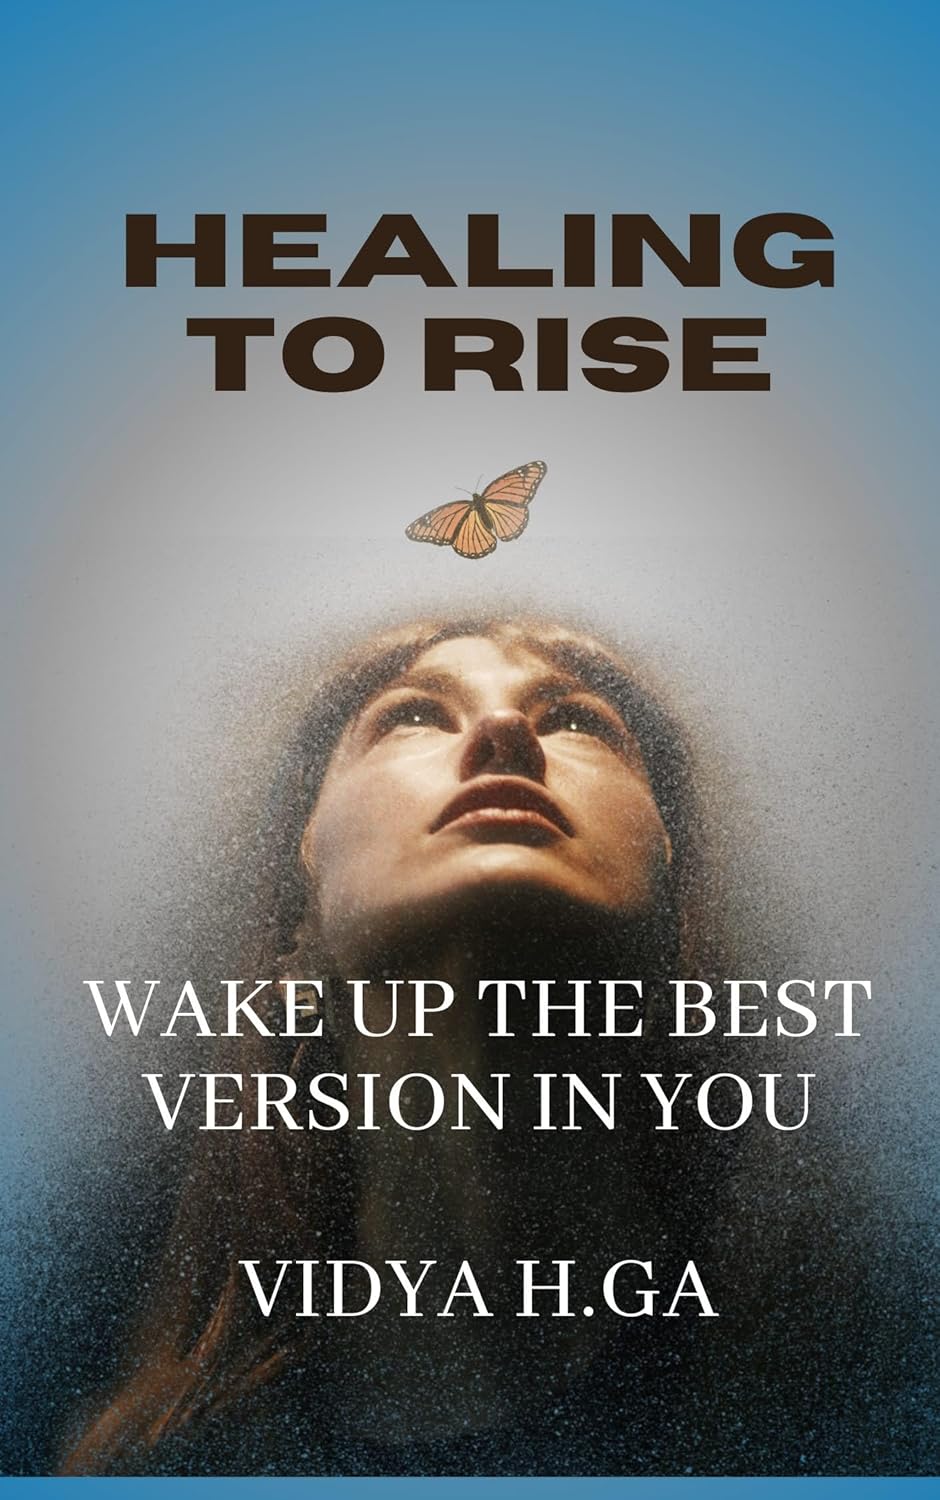 HEALING
TO RISE
WAKE UP THE BEST
VERSION IN YOU
VIDYA H.GA